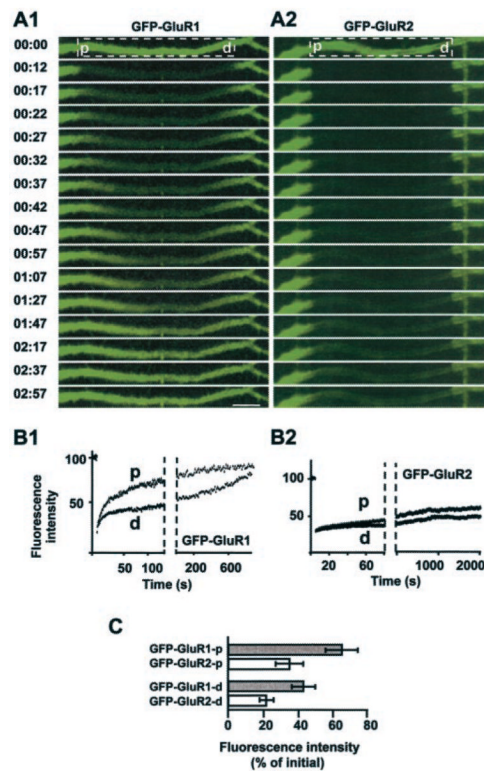 A1 GFP-GluR1 A2 GFP-GluR2
00:00 p d p d
00:12
00:17
00:22
00:27
00:32
00:37
00:42
00:47
00:57
01:07
01:27
01:47
02:17
02:37
02:57
B1
Fluorescence
intensity
100
50
p
d
GFP-GluR1
50 100 200 600
Time (s)
B2
GFP-GluR2
100
50
p
d
20 60 1000 2000
Time (s)
C
GFP-GluR1-p
GFP-GluR2-p
GFP-GluR1-d
GFP-GluR2-d
0 20 40 60 80
Fluorescence intensity
(% of initial)